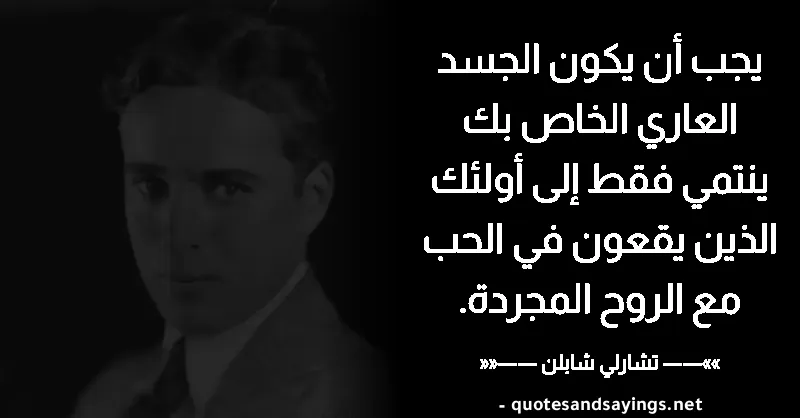 يجب أن يكون الجسد
العاري الخاص بك
ينتمي فقط إلى أولئك
الذين يقعون في الحب
مع الروح المجردة.
»»—— تشارلي شابلن ——««
- quotesandsayings.net